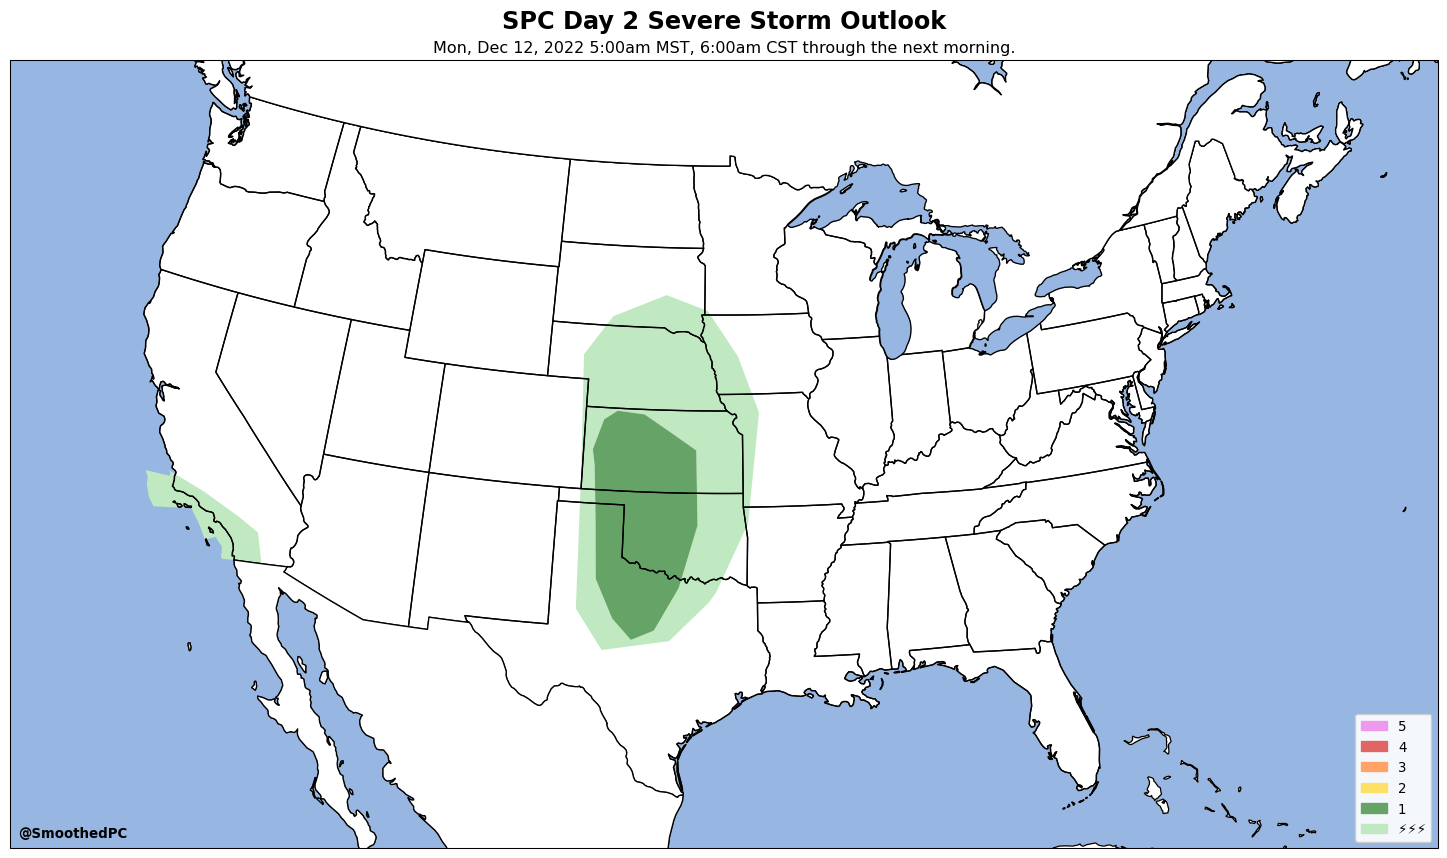 SPC Day 2 Severe Storm Outlook
Mon, Dec 12, 2022 5:00am MST, 6:00am CST through the next morning.
5
4
3
2
1
⚡⚡⚡
@SmoothedPC